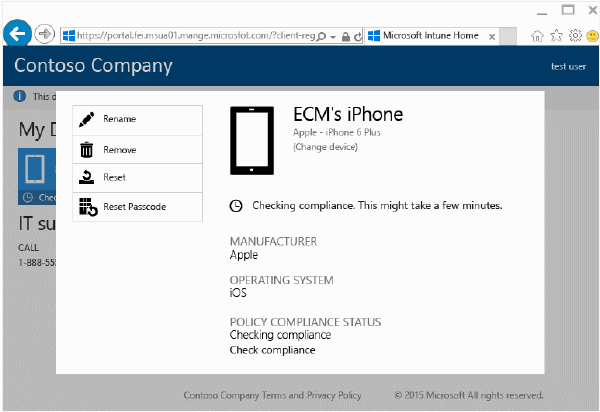 https://portal.fei.msua01.mange.microsfot.com/?client-reg
Microsoft Intune Home
Contoso Company
test user
This d
My D
Chec
IT su
CALL
1-888-555
Rename
Remove
Reset
Reset Passcode
ECM's iPhone
Apple - iPhone 6 Plus
(Change device)
Checking compliance. This might take a few minutes.
MANUFACTURER
Apple
OPERATING SYSTEM
iOS
POLICY COMPLIANCE STATUS
Checking compliance
Check compliance
Contoso Company Terms and Privacy Policy
© 2015 Microsoft All rights reserved.